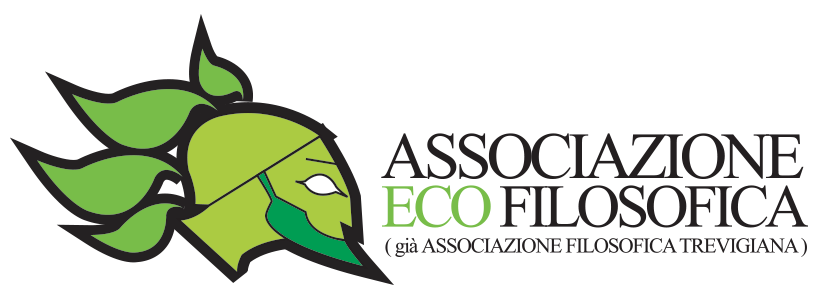 ASSOCIAZIONE
ECO FILOSOFICA
( già ASSOCIAZIONE FILOSOFICA TREVIGIANA )